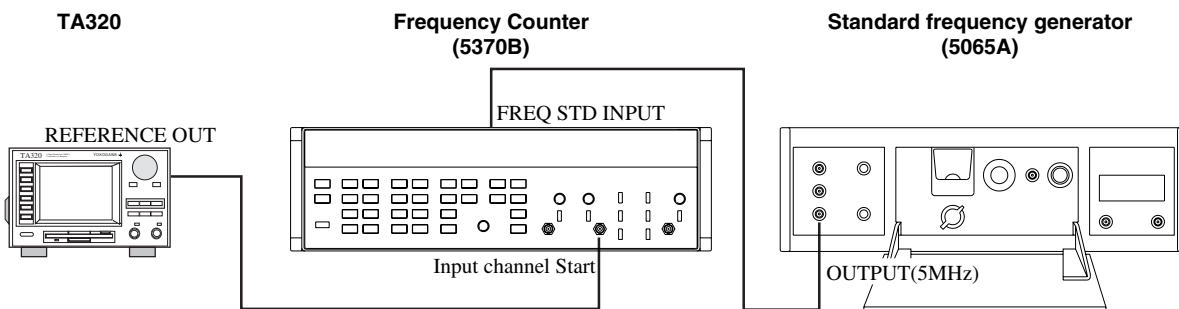 TA320
Frequency Counter
(5370B)
Standard frequency generator
(5065A)
FREQ STD INPUT
REFERENCE OUT
TA320
YOKOGAWA
Input channel Start
OUTPUT(5MHz)